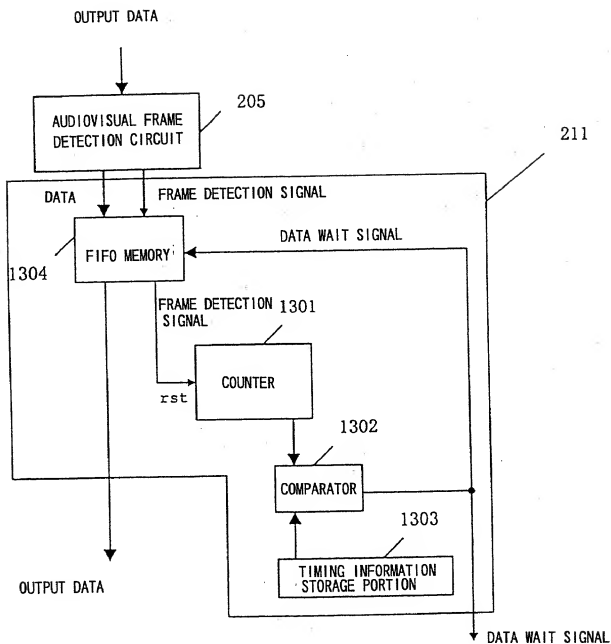 OUTPUT DATA
205
AUDIOVISUAL FRAME
DETECTION CIRCUIT
211
DATA
FRAME DETECTION SIGNAL
DATA WAIT SIGNAL
FIFO MEMORY
1304
FRAME DETECTION
SIGNAL
1301
COUNTER
rst
1302
COMPARATOR
1303
TIMING INFORMATION
STORAGE PORTION
OUTPUT DATA
DATA WAIT SIGNAL